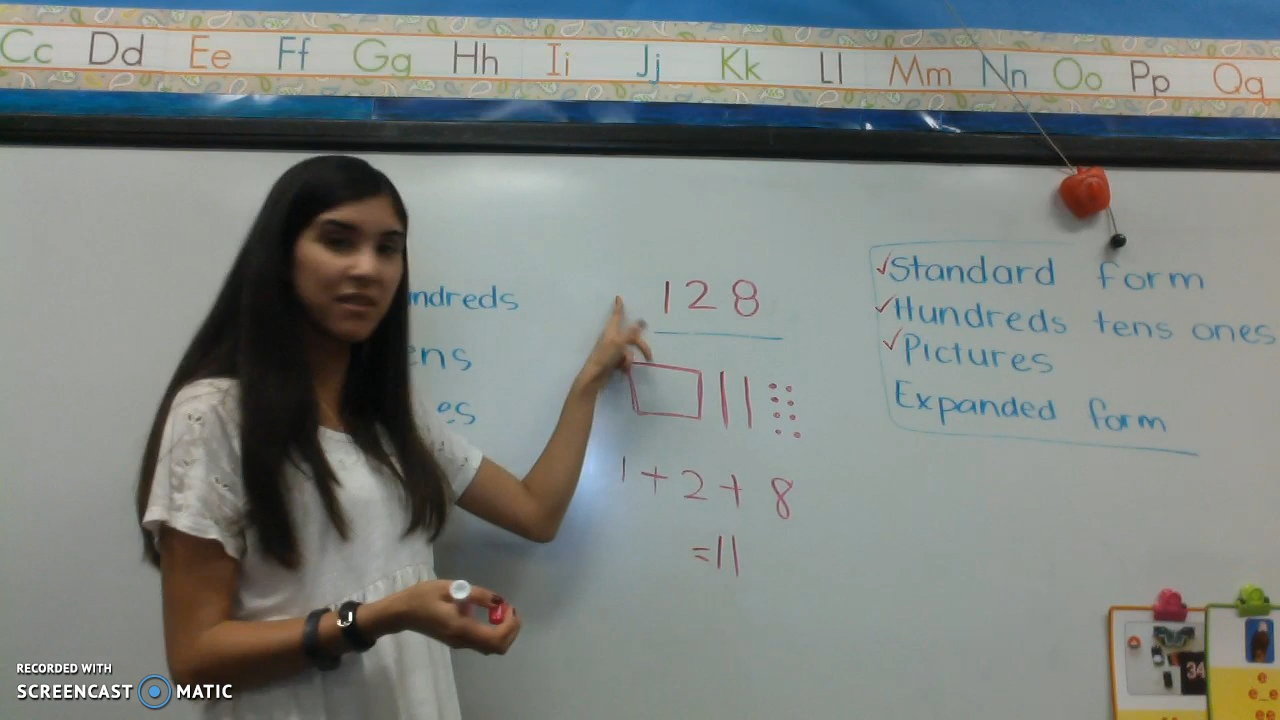 Cc Dd Ee Ff Gg Hh Ii Jj Kk Ll Mm Nn Oo Pp Qq
ndreds
ens
es
128
1 + 2 + 8
=11
✓Standard form
✓Hundreds tens ones
✓Pictures
Expanded form
34
RECORDED WITH
SCREENCAST MATIC